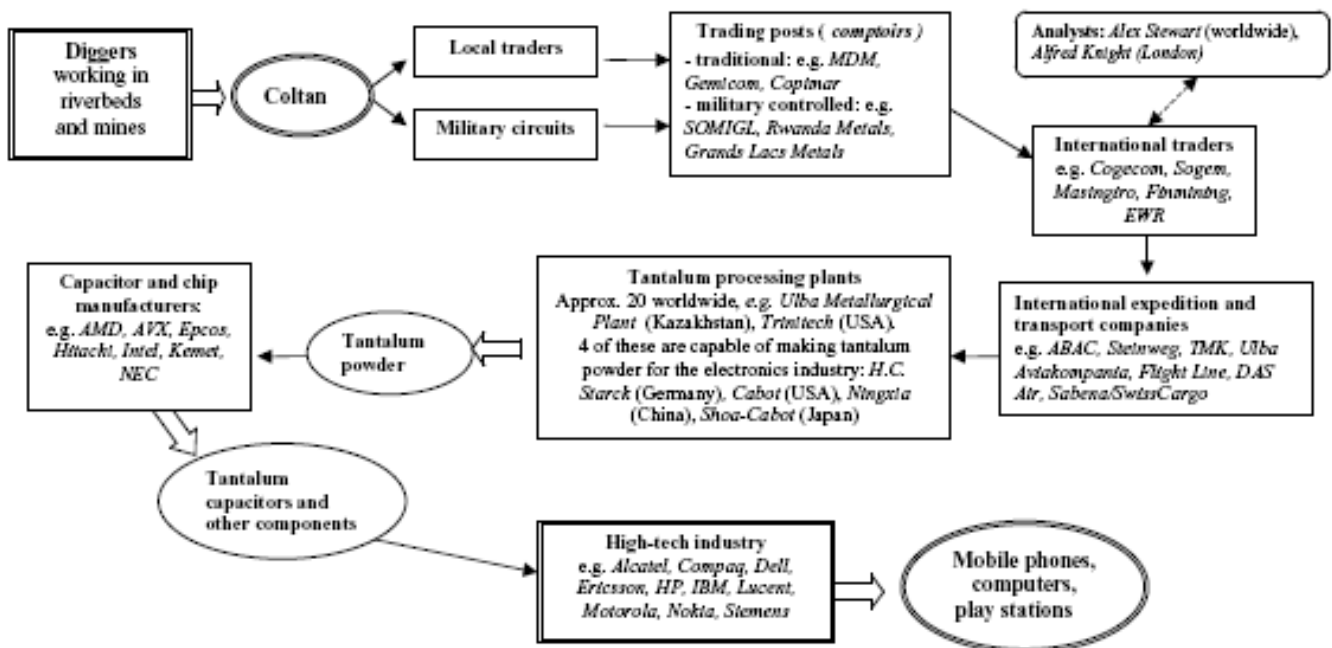 Diggers
working in
riverbeds
and mines
Coltan
Local traders
Military circuits
Trading posts ( comptoirs )
- traditional: e.g. MDM,
Gemicom, Copimar
- military controlled: e.g.
SOMIGL, Rwanda Metals,
Grands Lacs Metals
Analysts: Alex Stewart (worldwide),
Alfred Knight (London)
International traders
e.g. Cogecom, Sogem,
Masingiro, Finmining,
EWR
International expedition and
transport companies
e.g. ABAC, Steinweg, TMK, Ulba
Aviakompania, Flight Line, DAS
Air, Sabena/SwissCargo
Tantalum processing plants
Approx. 20 worldwide, e.g. Ulba Metallurgical
Plant (Kazakhstan), Trinitech (USA).
4 of these are capable of making tantalum
powder for the electronics industry: H.C.
Starck (Germany), Cabot (USA), Ningxia
(China), Shoa-Cabot (Japan)
Tantalum
powder
Capacitor and chip
manufacturers:
e.g. AMD, AVX, Epcos,
Hitachi, Intel, Kemet,
NEC
Tantalum
capacitors and
other components
High-tech industry
e.g. Alcatel, Compaq, Dell,
Ericsson, HP, IBM, Lucent,
Motorola, Nokia, Siemens
Mobile phones,
computers,
play stations